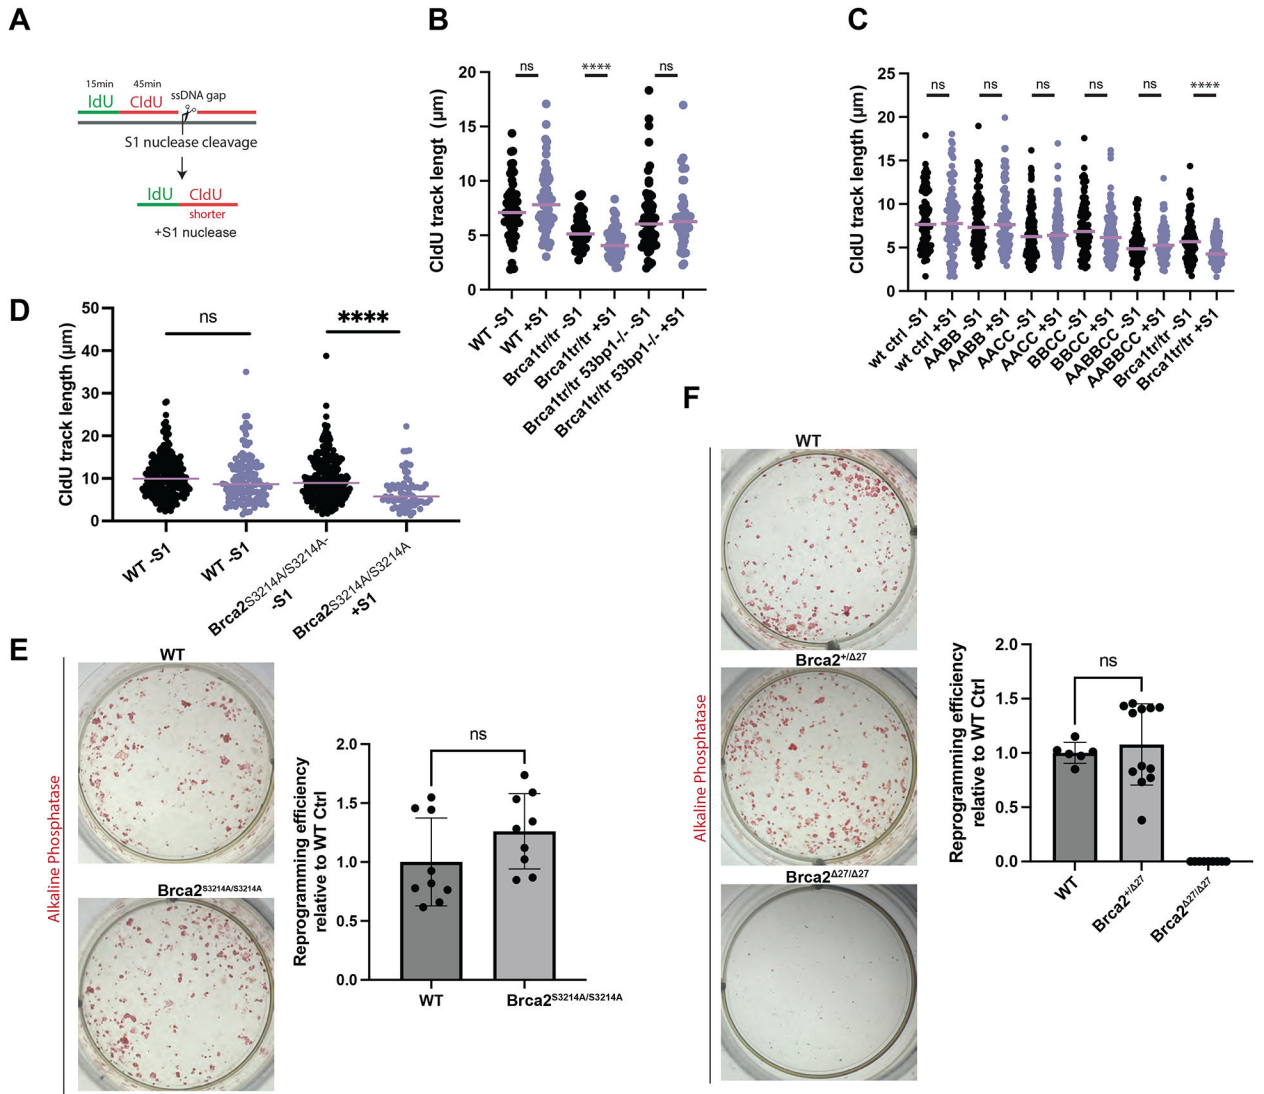 A
15min 45min
IdU CldU ssDNA gap
S1 nuclease cleavage
IdU CldU
shorter
+S1 nuclease
B
CldU track lengt (µm)
20
15
10
5
0
ns **** ns
WT -S1
WT +S1
Brca1tr/tr -S1
Brca1tr/tr +S1
Brca1tr/tr 53bp1-/- -S1
Brca1tr/tr 53bp1-/- +S1
C
CldU track length (µm)
25
20
15
10
5
0
ns ns ns ns ns ****
wt ctrl -S1
wt ctrl +S1
AABB -S1
AABB +S1
AACC -S1
AACC +S1
BBCC -S1
BBCC +S1
AABBCC -S1
AABBCC +S1
Brca1tr/tr -S1
Brca1tr/tr +S1
D
CldU track length (µm)
50
40
30
20
10
0
ns ****
WT -S1
WT -S1
Brca2S3214A/S3214A-
-S1
Brca2S3214A/S3214A
+S1
E
Alkaline Phosphatase
WT
Brca2S3214A/S3214A
Reprogramming efficiency
relative to WT Ctrl
2.0
1.5
1.0
0.5
0.0
ns
WT
Brca2S3214A/S3214A
F
Alkaline Phosphatase
WT
Brca2+/Δ27
Brca2Δ27/Δ27
Reprogramming efficiency
relative to WT Ctrl
2.0
1.5
1.0
0.5
0.0
ns
WT
Brca2+/Δ27
Brca2Δ27/Δ27